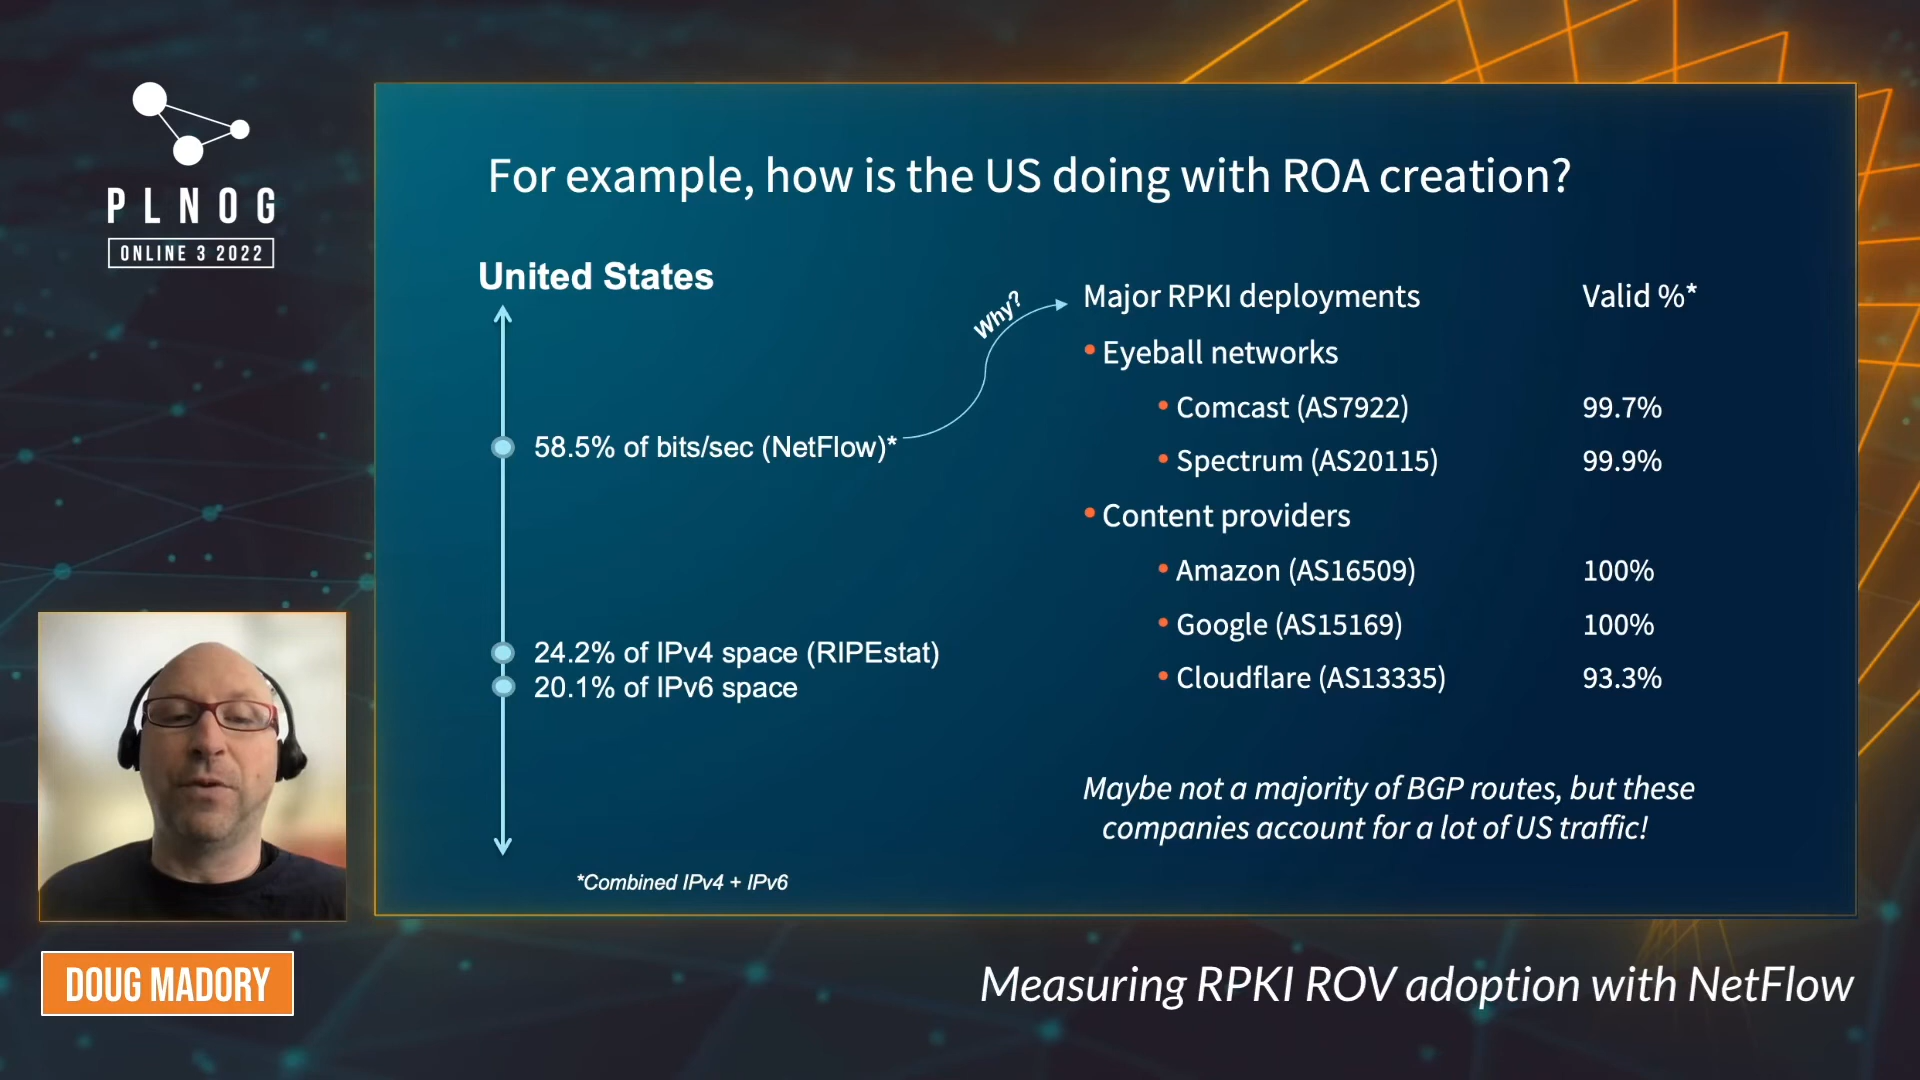 PLNOG
ONLINE 3 2022
For example, how is the US doing with ROA creation?
United States
58.5% of bits/sec (NetFlow)*
24.2% of IPv4 space (RIPEstat)
20.1% of IPv6 space
*Combined IPv4 + IPv6
Why?
Major RPKI deployments Valid %*
• Eyeball networks
• Comcast (AS7922) 99.7%
• Spectrum (AS20115) 99.9%
• Content providers
• Amazon (AS16509) 100%
• Google (AS15169) 100%
• Cloudflare (AS13335) 93.3%
Maybe not a majority of BGP routes, but these
companies account for a lot of US traffic!
DOUG MADORY
Measuring RPKI ROV adoption with NetFlow